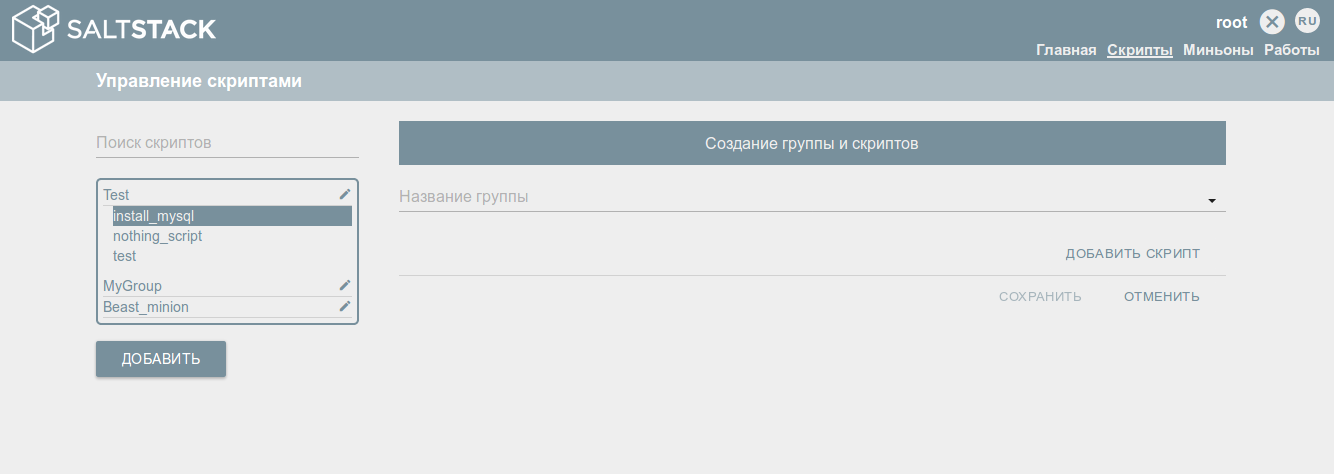 SALTSTACK
root
RU
Главная Скрипты Миньоны Работы
Управление скриптами
Поиск скриптов
Test
install_mysql
nothing_script
test
MyGroup
Beast_minion
ДОБАВИТЬ
Создание группы и скриптов
Название группы
ДОБАВИТЬ СКРИПТ
СОХРАНИТЬ ОТМЕНИТЬ